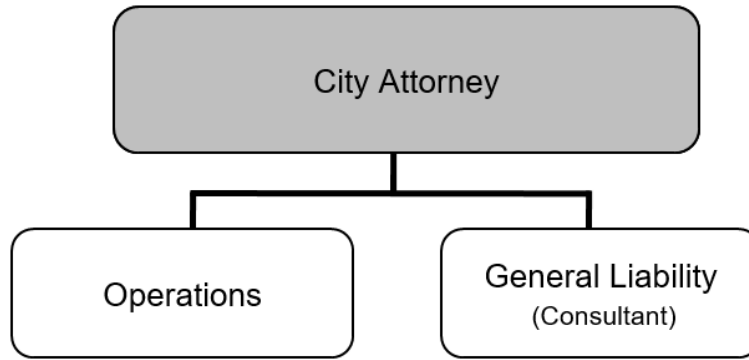 City Attorney
Operations
General Liability
(Consultant)